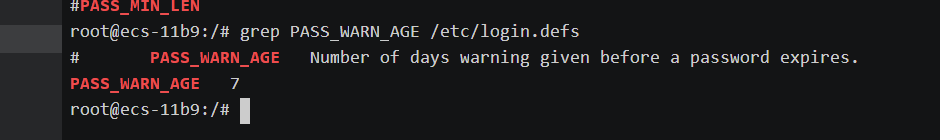 #PASS_MIN_LEN
root@ecs-11b9:/# grep PASS_WARN_AGE /etc/login.defs
#       PASS_WARN_AGE   Number of days warning given before a password expires.
PASS_WARN_AGE   7
root@ecs-11b9:/#